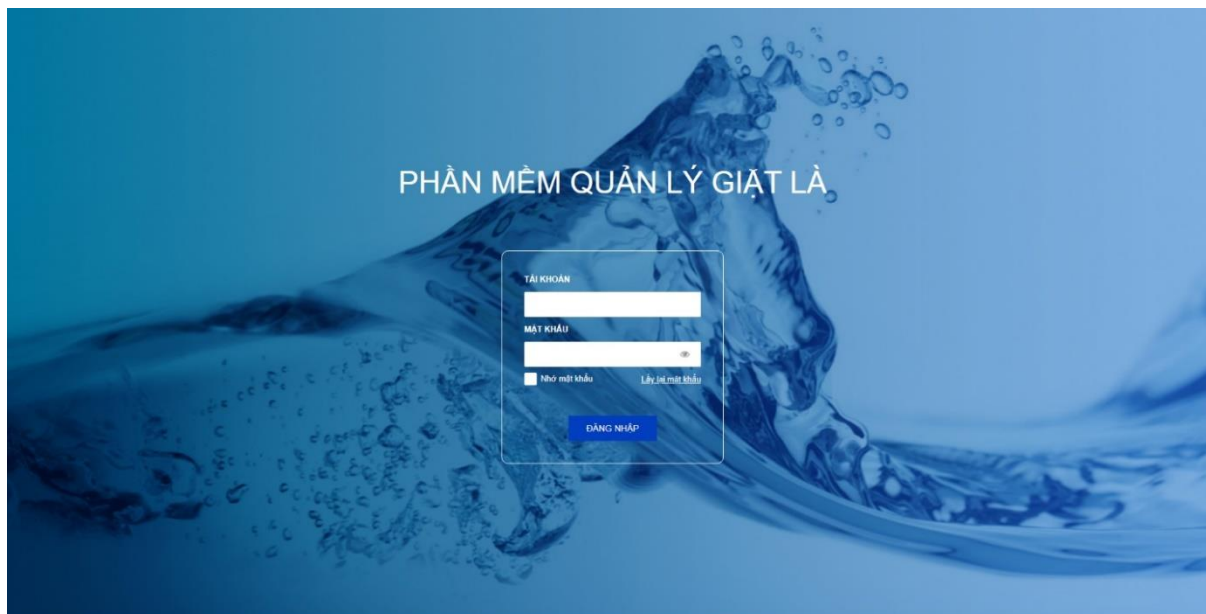 PHẦN MỀM QUẢN LÝ GIẶT LÀ
TÀI KHOẢN
MẬT KHẨU
Nhớ mật khẩu Lấy lại mật khẩu
ĐĂNG NHẬP